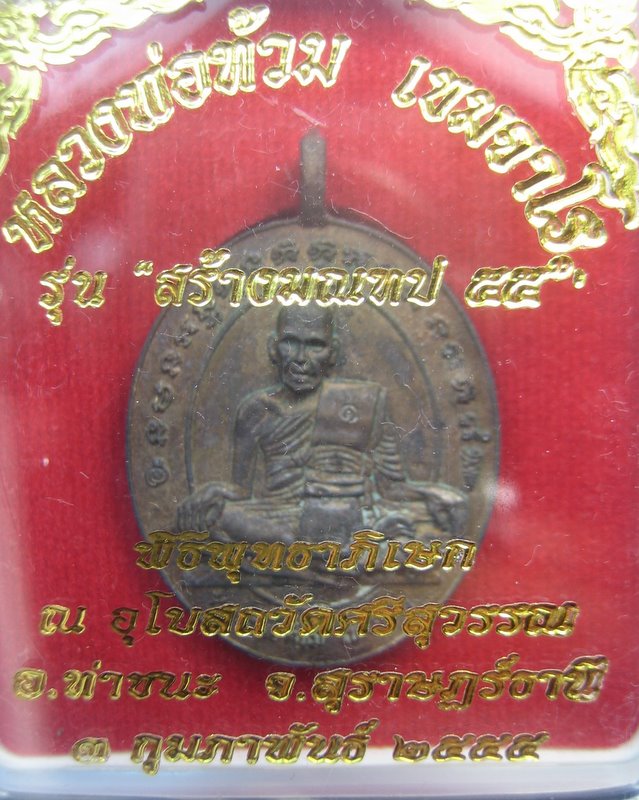 หลวงพ่อท้วม เขมจาโร
รุ่น “สร้างมณฑป ๕๕”
พิธีพุทธาภิเษก
ณ อุโบสถวัดศรีสุวรรณ
อ.ท่าชนะ จ.สุราษฎร์ธานี
๓ กุมภาพันธ์ ๒๕๕๕